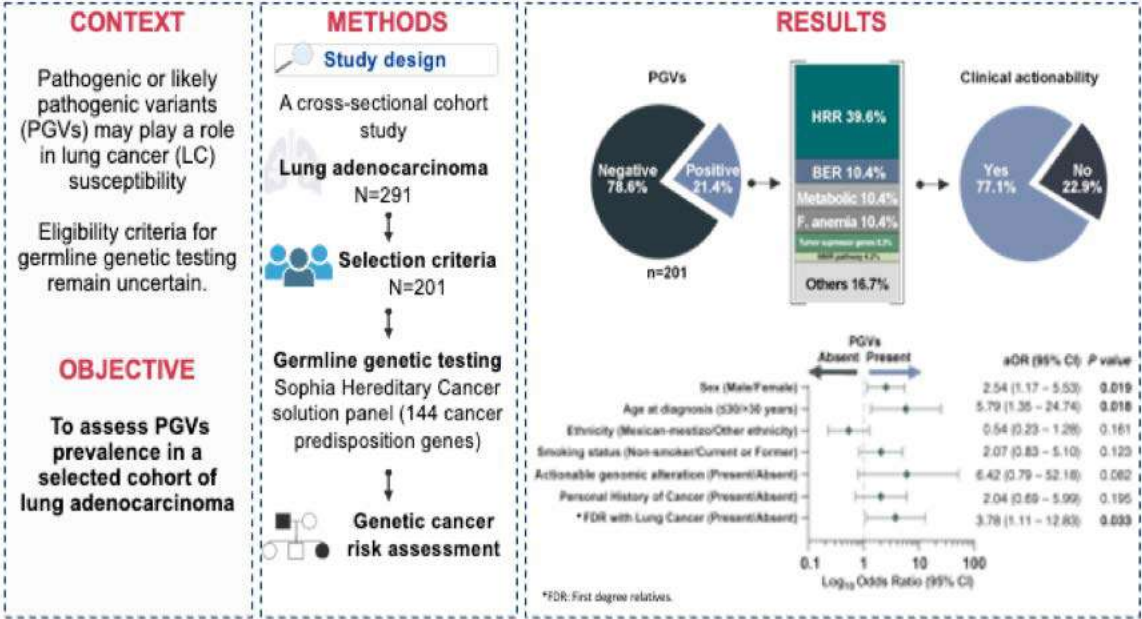 CONTEXT
Pathogenic or likely
pathogenic variants
(PGVs) may play a role
in lung cancer (LC)
susceptibility
Eligibility criteria for
germline genetic testing
remain uncertain.
OBJECTIVE
To assess PGVs
prevalence in a
selected cohort of
lung adenocarcinoma
METHODS
Study design
A cross-sectional cohort
study
Lung adenocarcinoma
N=291
Selection criteria
N=201
Germline genetic testing
Sophia Hereditary Cancer
solution panel (144 cancer
predisposition genes)
Genetic cancer
risk assessment
RESULTS
PGVs
Negative
78.6%
Positive
21.4%
n=201
HRR 39.6%
BER 10.4%
Metabolic 10.4%
F. anemia 10.4%
Tumor supressor genes 8.3%
MMR pathway 4.2%
Others 16.7%
Clinical actionability
Yes
77.1%
No
22.9%
PGVs
Absent Present
aOR (95% CI) P value
Sex (Male/Female) 2.54 (1.17 – 5.53) 0.019
Age at diagnosis (≤30/>30 years) 5.79 (1.35 – 24.74) 0.018
Ethnicity (Mexican-mestizo/Other ethnicity) 0.54 (0.23 – 1.28) 0.161
Smoking status (Non-smoker/Current or Former) 2.07 (0.83 – 5.10) 0.123
Actionable genomic alteration (Present/Absent) 6.42 (0.79 – 52.18) 0.082
Personal History of Cancer (Present/Absent) 2.04 (0.69 – 5.99) 0.195
*FDR with Lung Cancer (Present/Absent) 3.78 (1.11 – 12.83) 0.033
0.1 1 10 100
Log10 Odds Ratio (95% CI)
*FDR: First degree relatives.